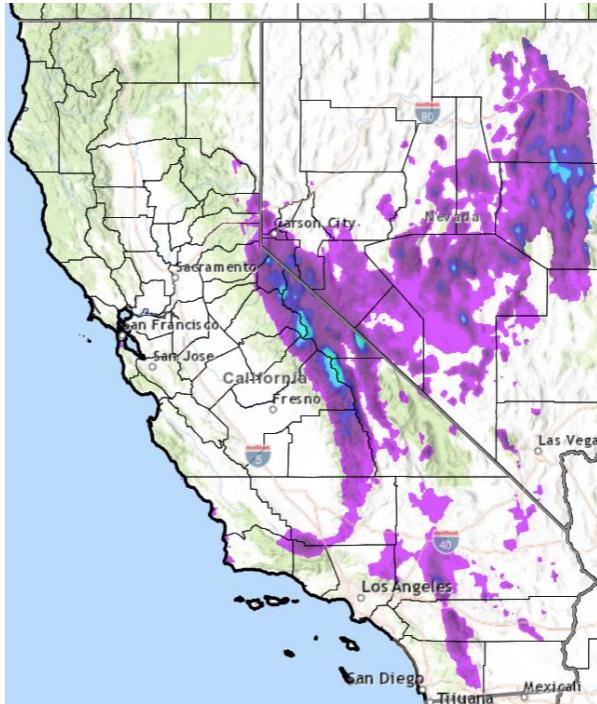 80
Carson City
Nevada
Sacramento
San Francisco
San Jose
California
Fresno
Las Vega
5
40
Los Angeles
San Diego
Mexicali
Tijuana